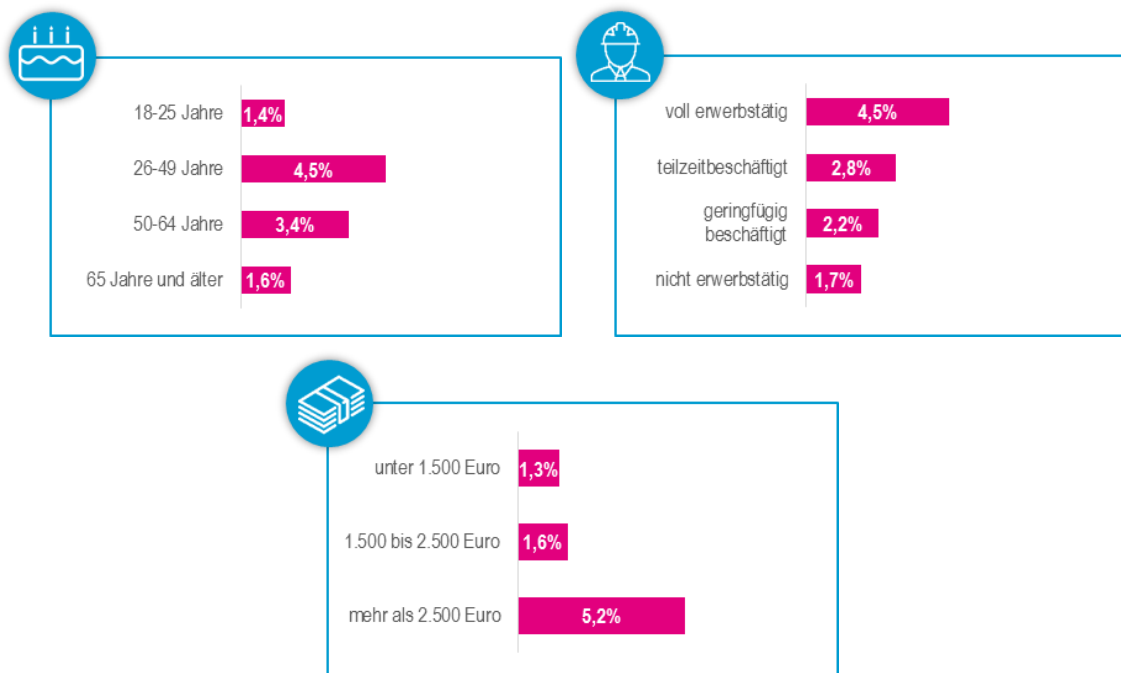 18-25 Jahre 1,4%
26-49 Jahre 4,5%
50-64 Jahre 3,4%
65 Jahre und älter 1,6%
voll erwerbstätig 4,5%
teilzeitbeschäftigt 2,8%
geringfügig
beschäftigt 2,2%
nicht erwerbstätig 1,7%
unter 1.500 Euro 1,3%
1.500 bis 2.500 Euro 1,6%
mehr als 2.500 Euro 5,2%